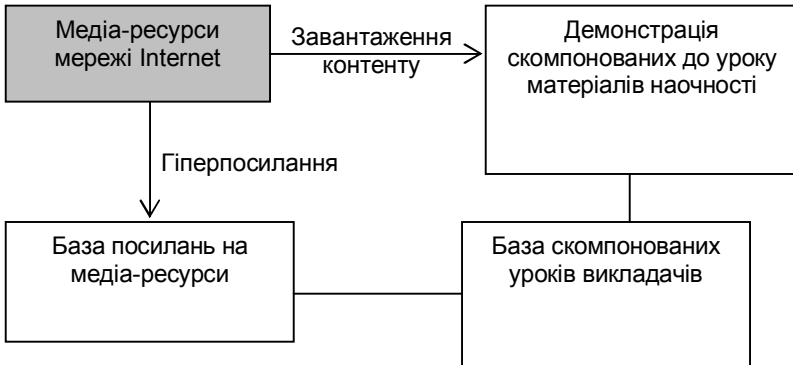 Медіа-ресурси
мережі Internet
Завантаження
контенту
Демонстрація
скомпонованих до уроку
матеріалів наочності
Гіперпосилання
База посилань на
медіа-ресурси
База скомпонованих
уроків викладачів